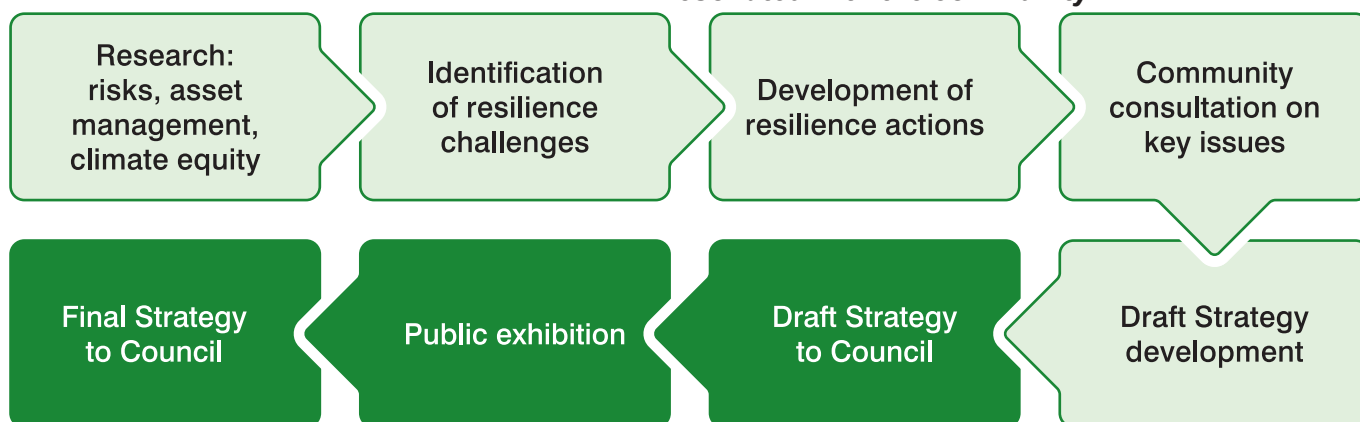 Research:
risks, asset
management,
climate equity
Identification
of resilience
challenges
Development of
resilience actions
Community
consultation on
key issues
Final Strategy
to Council
Public exhibition
Draft Strategy
to Council
Draft Strategy
development